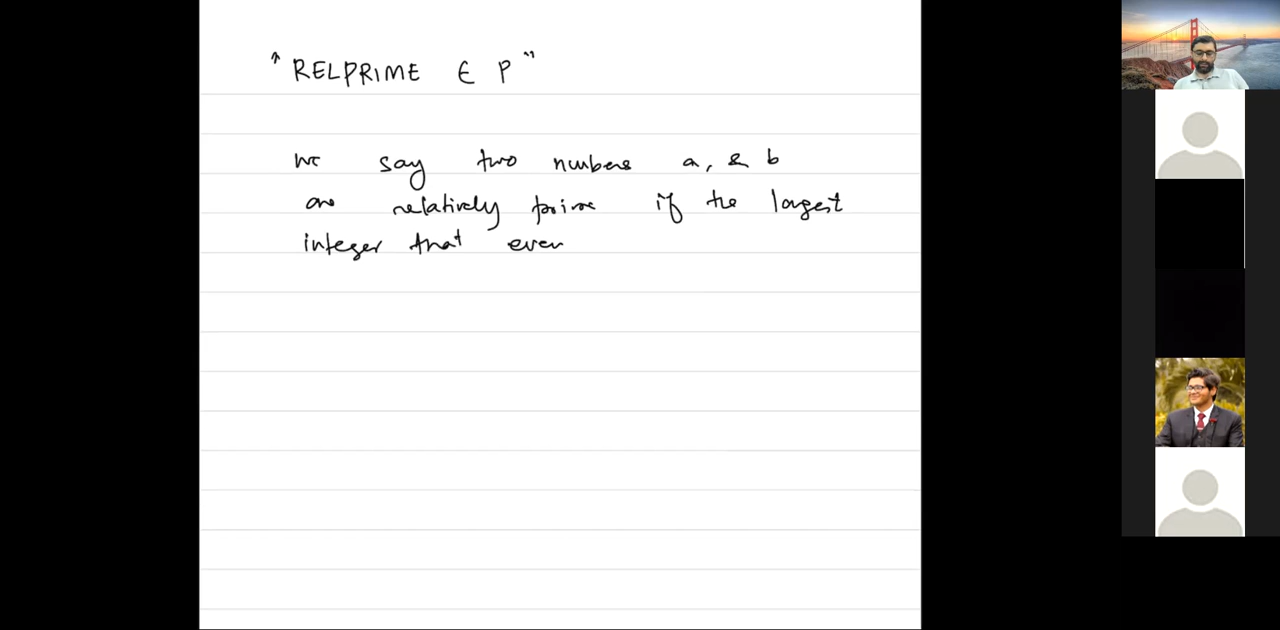 "RELPRIME ∈ P"
we say two numbers a, & b
are relatively prime if the largest
integer that even